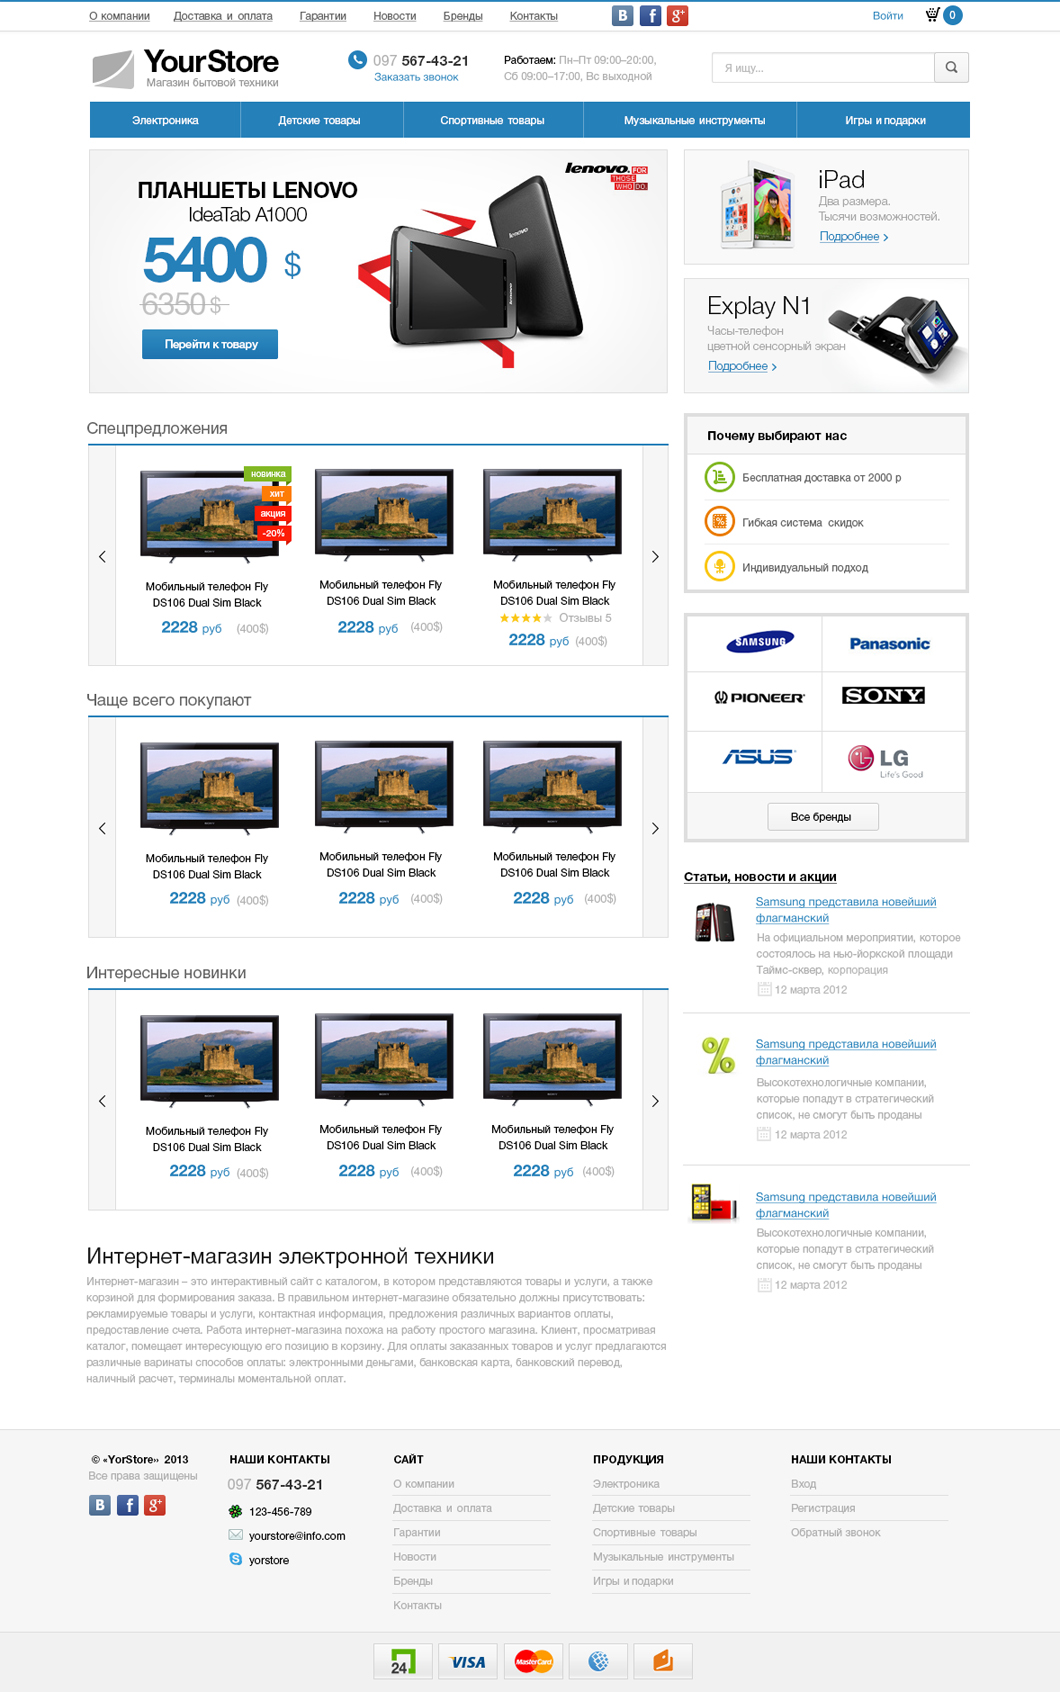 О компании Доставка и оплата Гарантии Новости Бренды Контакты B f g+ Войти 0
YourStore
Магазин бытовой техники
097 567-43-21
Заказать звонок
Работаем: Пн–Пт 09:00–20:00,
Сб 09:00–17:00, Вс выходной
Я ищу...
Электроника Детские товары Спортивные товары Музыкальные инструменты Игры и подарки
ПЛАНШЕТЫ LENOVO
IdeaTab A1000
5400 $
6350 $
Перейти к товару
lenovo. FOR
THOSE
WHO DO.
lenovo
lenovo
iPad
Два размера.
Тысячи возможностей.
Подробнее
Explay N1
Часы-телефон
цветной сенсорный экран
Подробнее
Спецпредложения
новинка
хит
акция
-20%
Мобильный телефон Fly
DS106 Dual Sim Black
2228 руб (400$)
Мобильный телефон Fly
DS106 Dual Sim Black
2228 руб (400$)
Мобильный телефон Fly
DS106 Dual Sim Black
Отзывы 5
2228 руб (400$)
Почему выбирают нас
Бесплатная доставка от 2000 р
Гибкая система скидок
Индивидуальный подход
SAMSUNG Panasonic
PIONEER SONY
ASUS LG
Life's Good
Все бренды
Чаще всего покупают
Мобильный телефон Fly
DS106 Dual Sim Black
2228 руб (400$)
Мобильный телефон Fly
DS106 Dual Sim Black
2228 руб (400$)
Мобильный телефон Fly
DS106 Dual Sim Black
2228 руб (400$)
Статьи, новости и акции
Samsung представила новейший
флагманский
На официальном мероприятии, которое
состоялось на нью-йоркской площади
Таймс-сквер, корпорация
12 марта 2012
%
Samsung представила новейший
флагманский
Высокотехнологичные компании,
которые попадут в стратегический
список, не смогут быть проданы
12 марта 2012
Samsung представила новейший
флагманский
Высокотехнологичные компании,
которые попадут в стратегический
список, не смогут быть проданы
12 марта 2012
Интересные новинки
Мобильный телефон Fly
DS106 Dual Sim Black
2228 руб (400$)
Мобильный телефон Fly
DS106 Dual Sim Black
2228 руб (400$)
Мобильный телефон Fly
DS106 Dual Sim Black
2228 руб (400$)
Интернет-магазин электронной техники
Интернет-магазин – это интерактивный сайт с каталогом, в котором представляются товары и услуги, а также
корзиной для формирования заказа. В правильном интернет-магазине обязательно должны присутствовать:
рекламируемые товары и услуги, контактная информация, предложения различных вариантов оплаты,
предоставление счета. Работа интернет-магазина похожа на работу простого магазина. Клиент, просматривая
каталог, помещает интересующую его позицию в корзину. Для оплаты заказанных товаров и услуг предлагаются
различные варинаты способов оплаты: электронными деньгами, банковская карта, банковский перевод,
наличный расчет, терминалы моментальной оплат.
© «YorStore» 2013
Все права защищены
B f g+
НАШИ КОНТАКТЫ
097 567-43-21
123-456-789
yourstore@info.com
yorstore
САЙТ
О компании
Доставка и оплата
Гарантии
Новости
Бренды
Контакты
ПРОДУКЦИЯ
Электроника
Детские товары
Спортивные товары
Музыкальные инструменты
Игры и подарки
НАШИ КОНТАКТЫ
Вход
Регистрация
Обратный звонок
24 VISA MasterCard